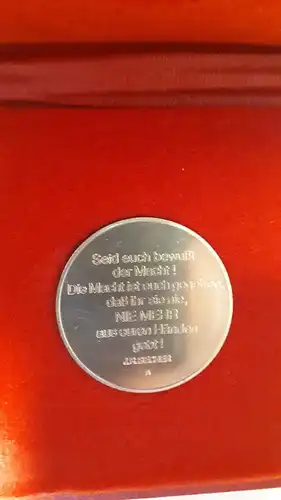 Seid euch bewußt
der Macht!
Die Macht ist euch gegeben,
daß ihr sie nie,
NIE MEHR
aus euren Händen
gebt!
J.R.BECHER
A